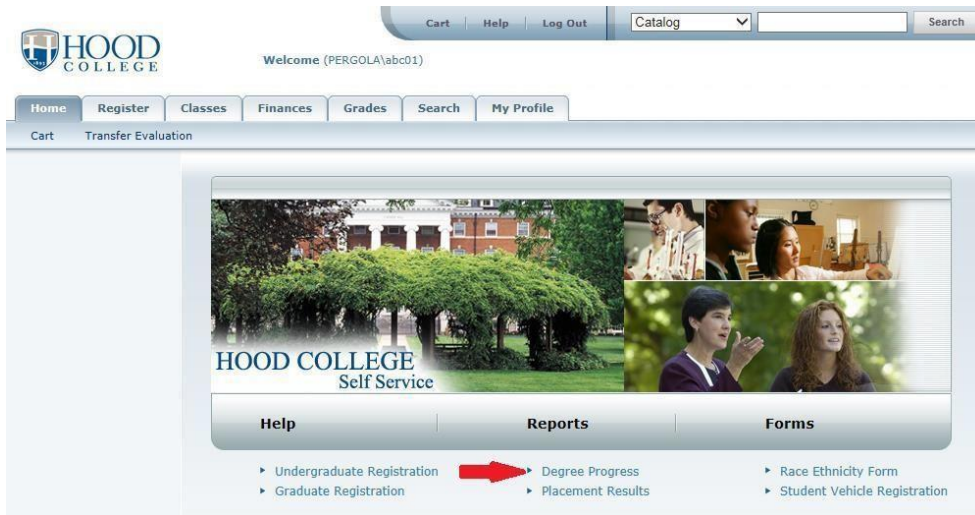 Cart Help Log Out Catalog Search
HOOD
COLLEGE
Welcome (PERGOLA\abc01)
Home Register Classes Finances Grades Search My Profile
Cart Transfer Evaluation
HOOD COLLEGE
Self Service
Help Reports Forms
Undergraduate Registration Degree Progress Race Ethnicity Form
Graduate Registration Placement Results Student Vehicle Registration